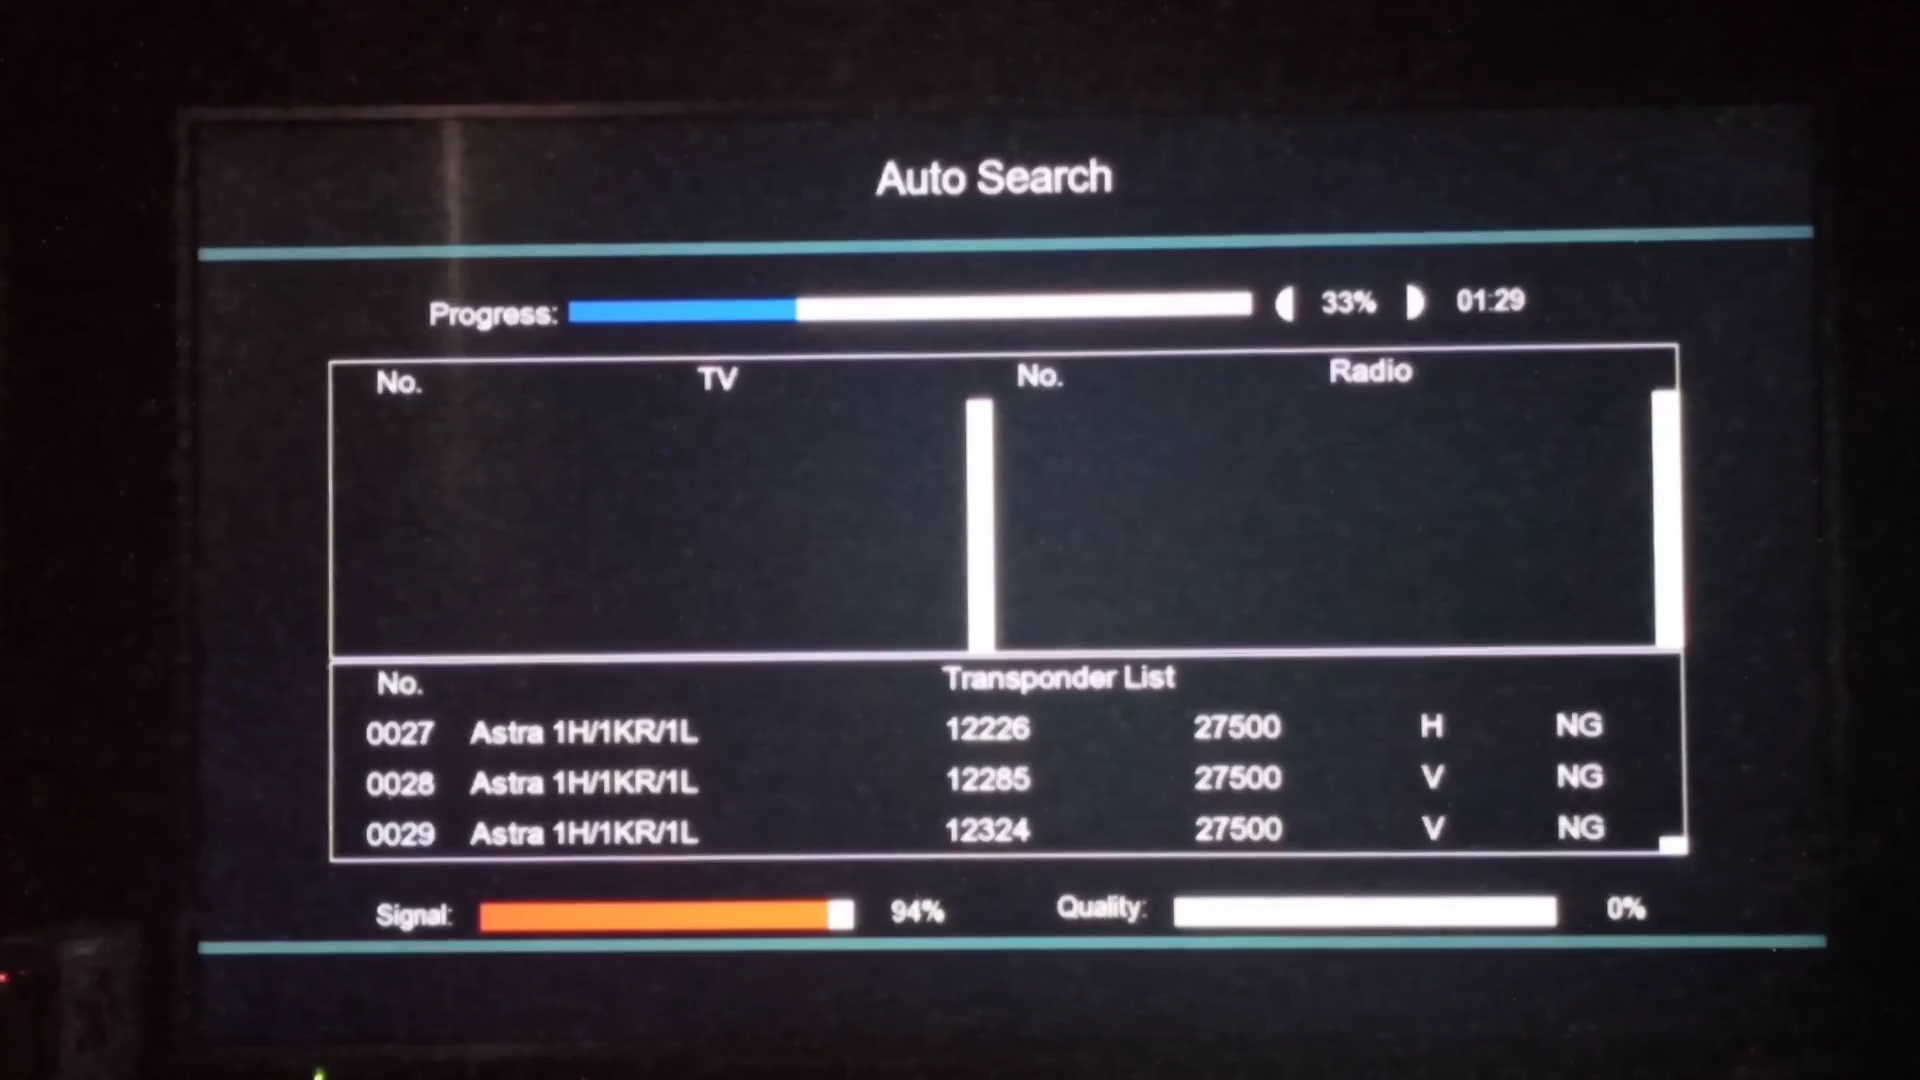 Auto Search
Progress: 33% 01:29
No. TV No. Radio
No. Transponder List
0027 Astra 1H/1KR/1L 12226 27500 H NG
0028 Astra 1H/1KR/1L 12285 27500 V NG
0029 Astra 1H/1KR/1L 12324 27500 V NG
Signal: 94% Quality: 0%